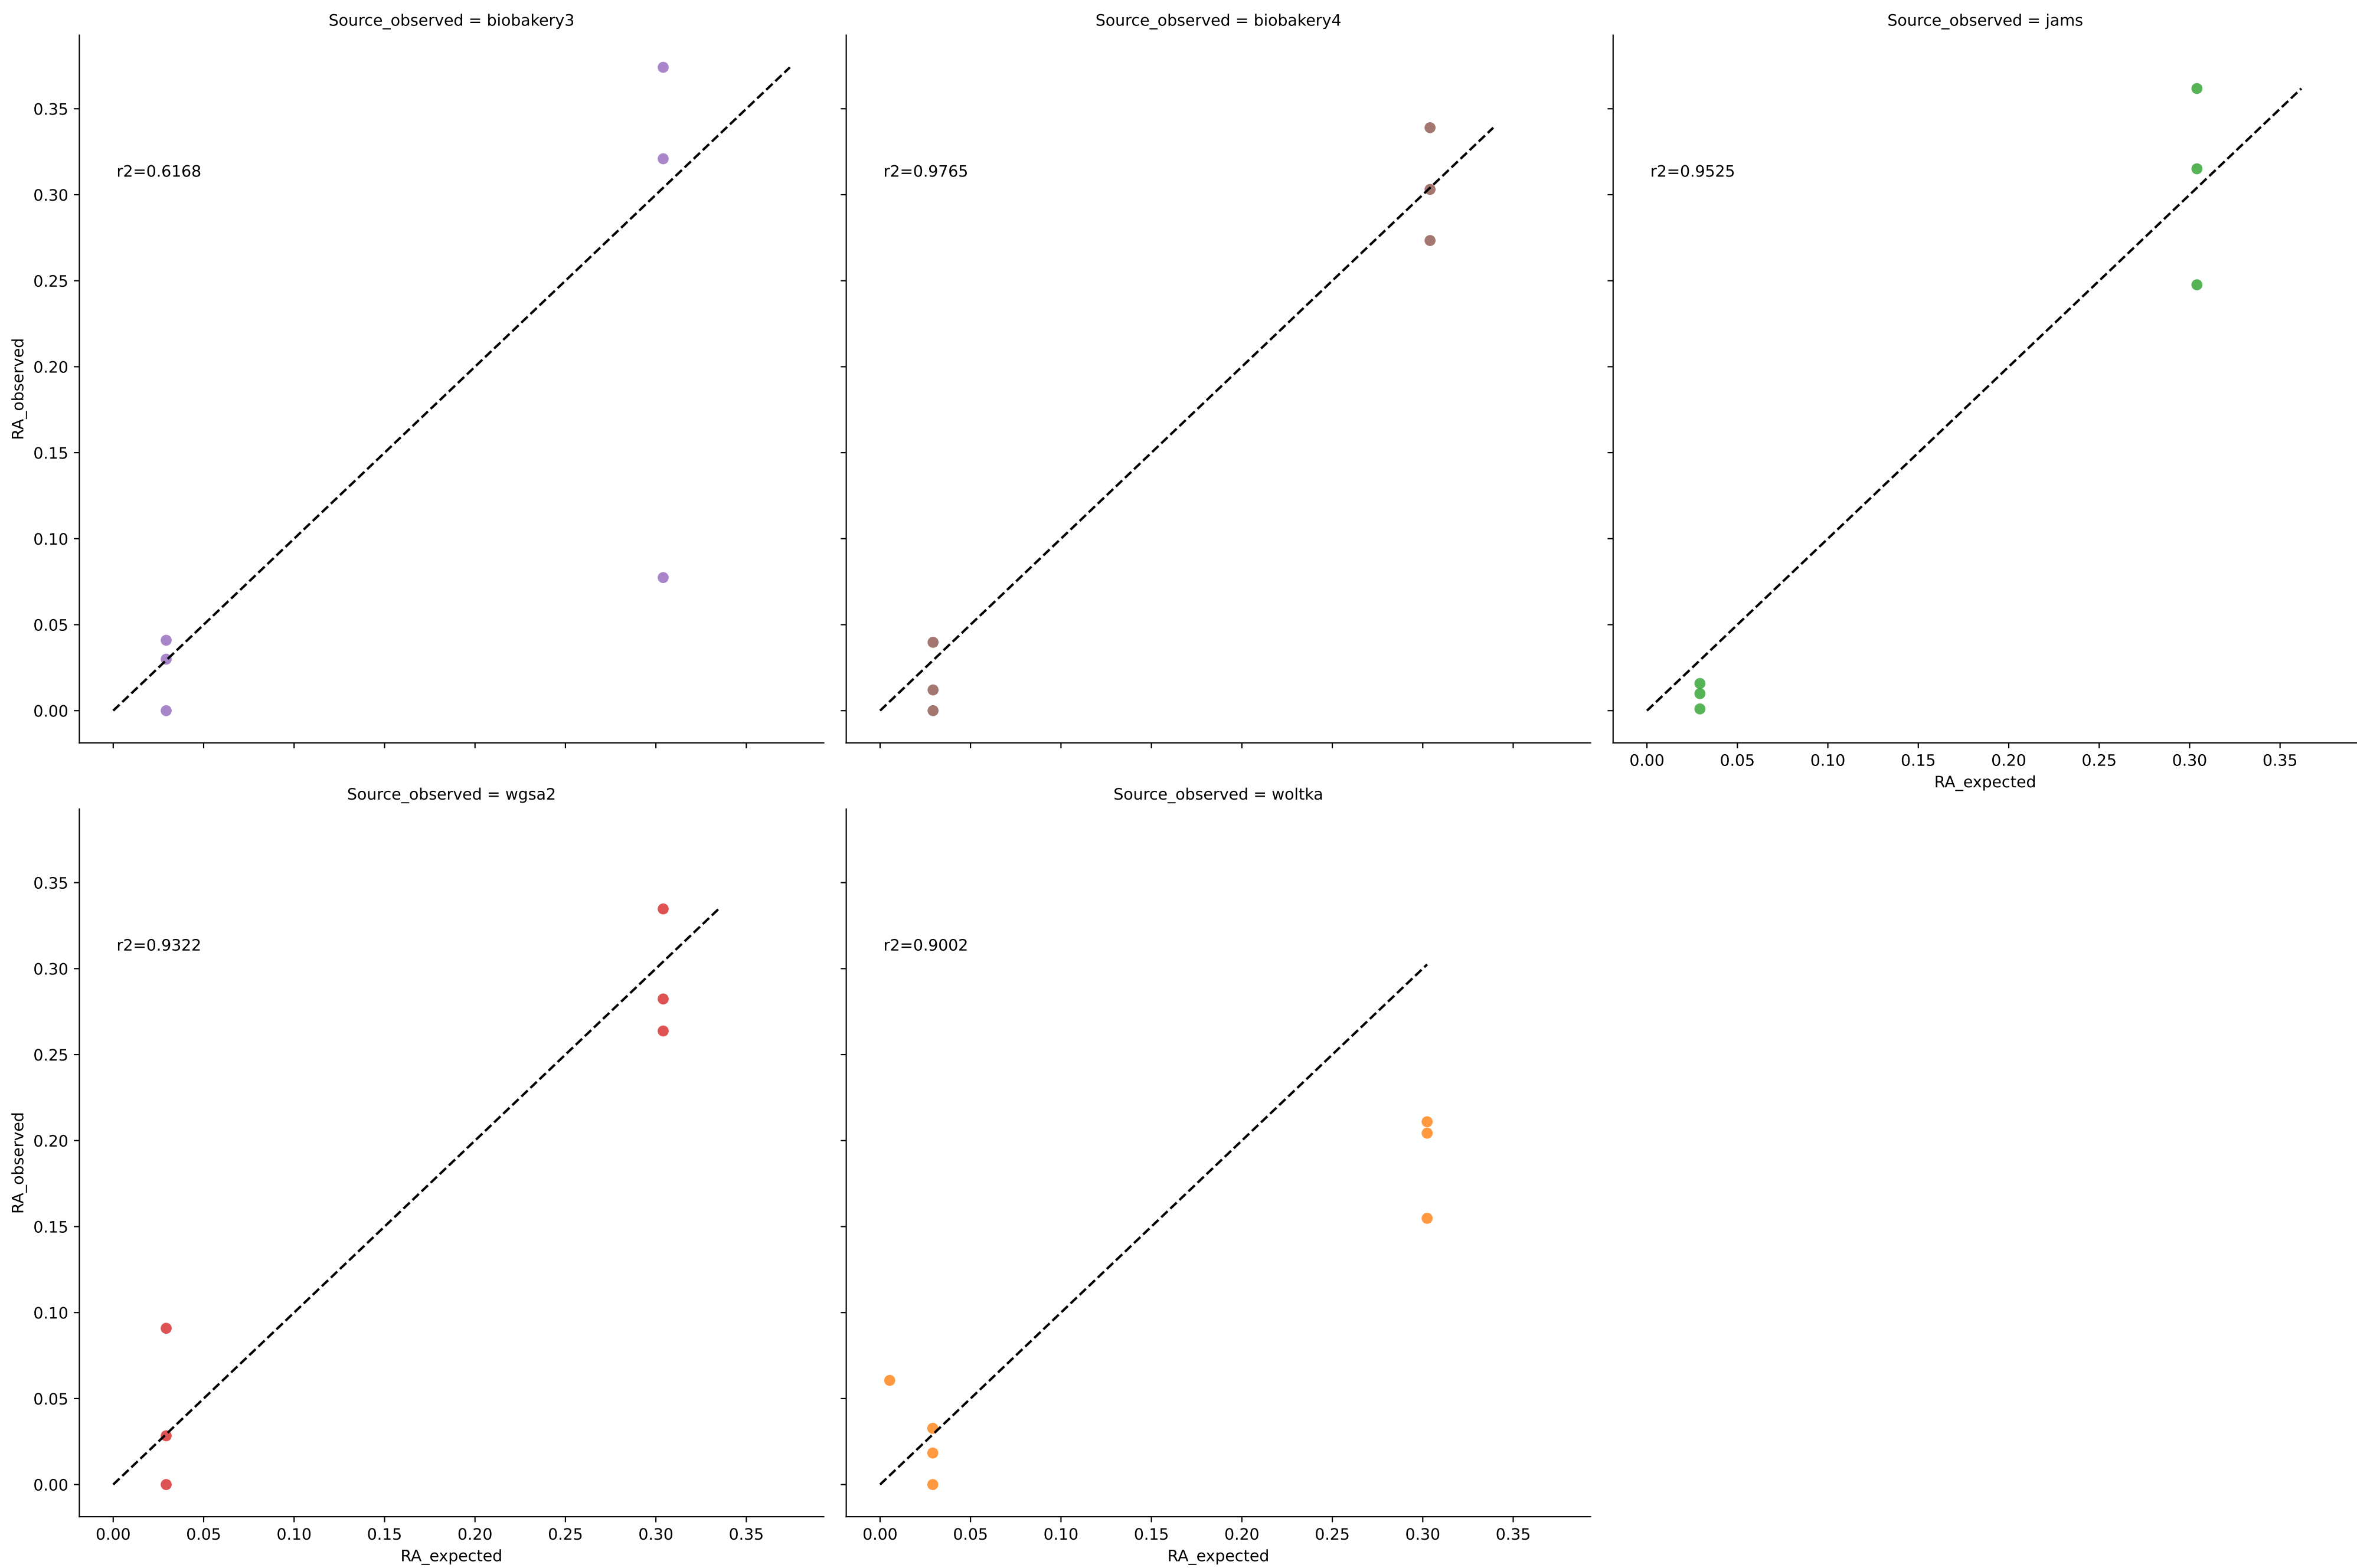 Source_observed = biobakery3
Source_observed = biobakery4
Source_observed = jams
RA_observed
0.35
0.30
0.25
0.20
0.15
0.10
0.05
0.00
r2=0.6168
r2=0.9765
r2=0.9525
0.00 0.05 0.10 0.15 0.20 0.25 0.30 0.35
RA_expected
Source_observed = wgsa2
Source_observed = woltka
RA_observed
0.35
0.30
0.25
0.20
0.15
0.10
0.05
0.00
r2=0.9322
r2=0.9002
0.00 0.05 0.10 0.15 0.20 0.25 0.30 0.35
RA_expected
0.00 0.05 0.10 0.15 0.20 0.25 0.30 0.35
RA_expected